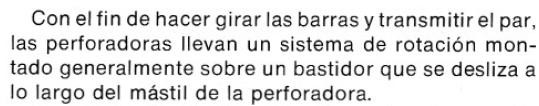 Con el fin de hacer girar las barras y transmitir el par,
las perforadoras llevan un sistema de rotación mon-
tado generalmente sobre un bastidor que se desliza a
lo largo del mástil de la perforadora.